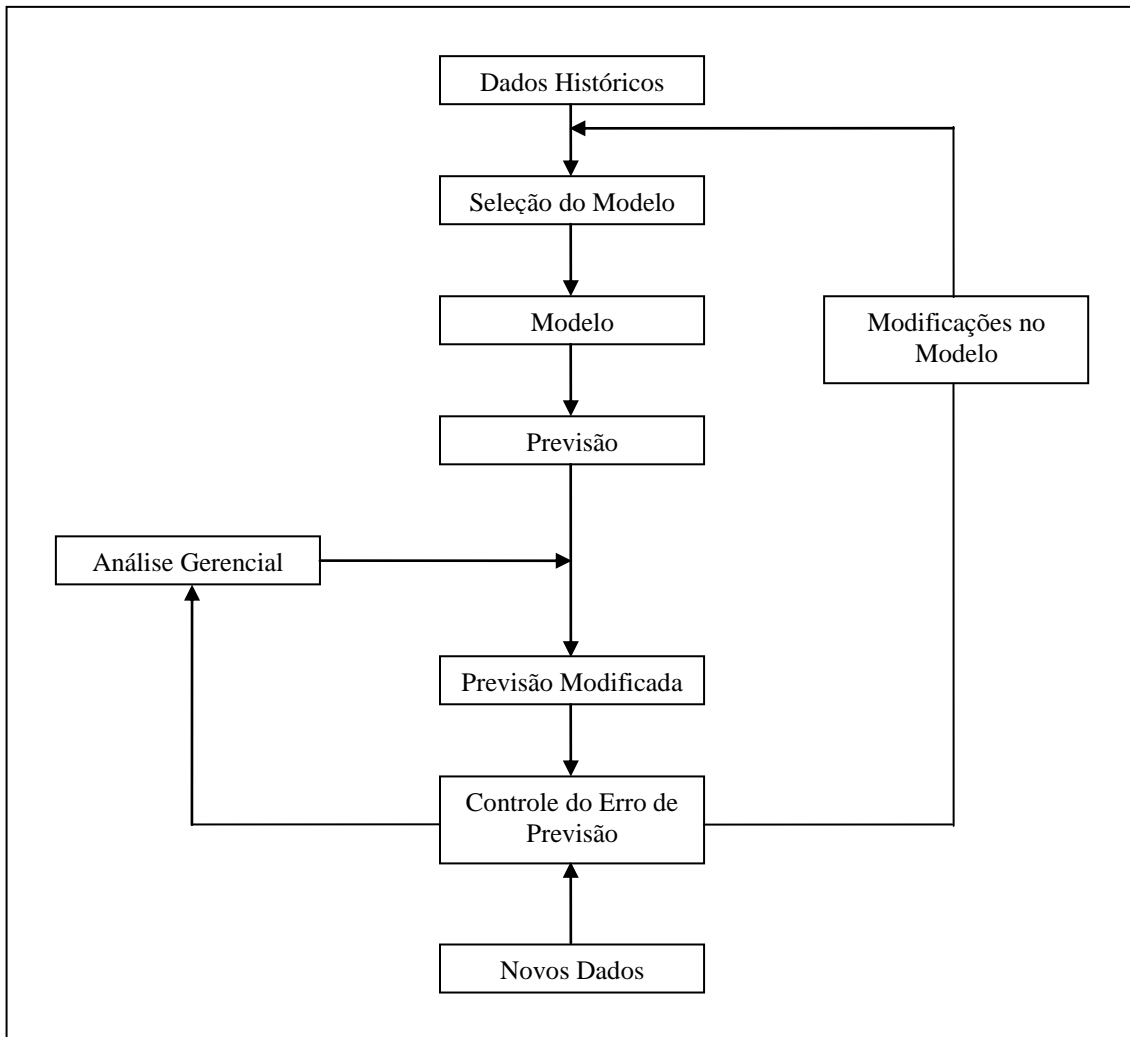 Dados Históricos
Seleção do Modelo
Modelo
Modificações no
Modelo
Previsão
Análise Gerencial
Previsão Modificada
Controle do Erro de
Previsão
Novos Dados